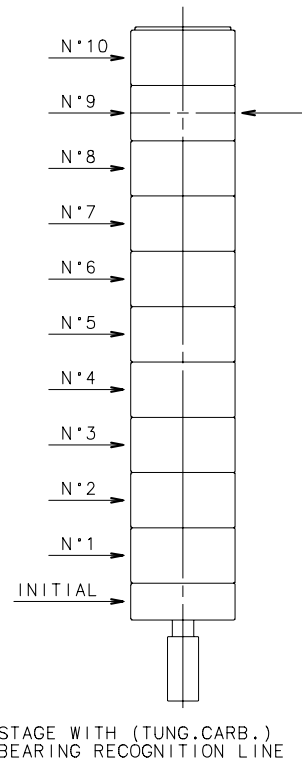 N°10
N°9
N°8
N°7
N°6
N°5
N°4
N°3
N°2
N°1
INITIAL
STAGE WITH (TUNG.CARB.)
BEARING RECOGNITION LINE